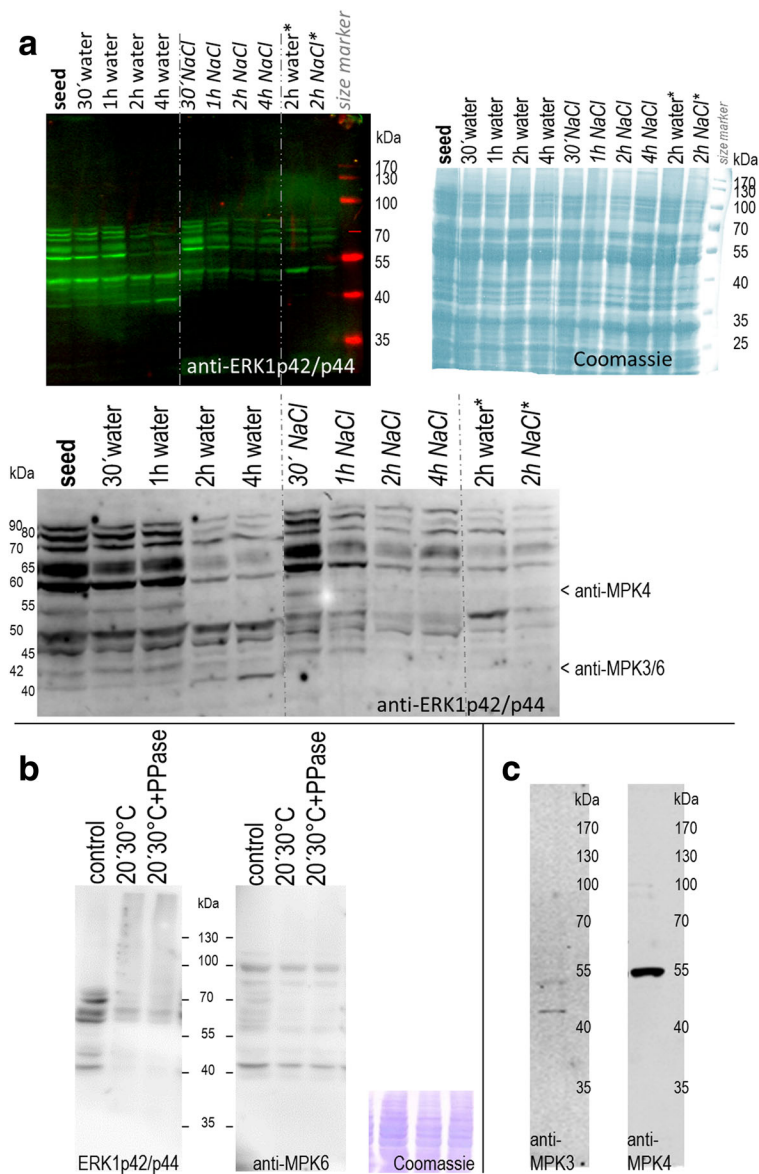 a
seed
30´water
1h water
2h water
4h water
30´NaCl
1h NaCl
2h NaCl
4h NaCl
2h water*
2h NaCl*
size marker
kDa
170
130
100
70
55
40
35
anti-ERK1p42/p44
seed
30´water
1h water
2h water
4h water
30´NaCl
1h NaCl
2h NaCl
4h NaCl
2h water*
2h NaCl*
size marker
kDa
170
130
100
70
55
40
35
25
Coomassie
seed
30´water
1h water
2h water
4h water
30´ NaCl
1h NaCl
2h NaCl
4h NaCl
2h water*
2h NaCl*
kDa
90
80
70
65
60
55
50
45
42
40
< anti-MPK4
< anti-MPK3/6
anti-ERK1p42/p44
b
control
20´30°C
20´30°C+PPase
kDa
130
100
70
55
40
35
ERK1p42/p44
control
20´30°C
20´30°C+PPase
anti-MPK6
Coomassie
c
kDa
170
130
100
70
55
40
35
anti-
MPK3
kDa
170
130
100
70
55
40
35
anti-
MPK4